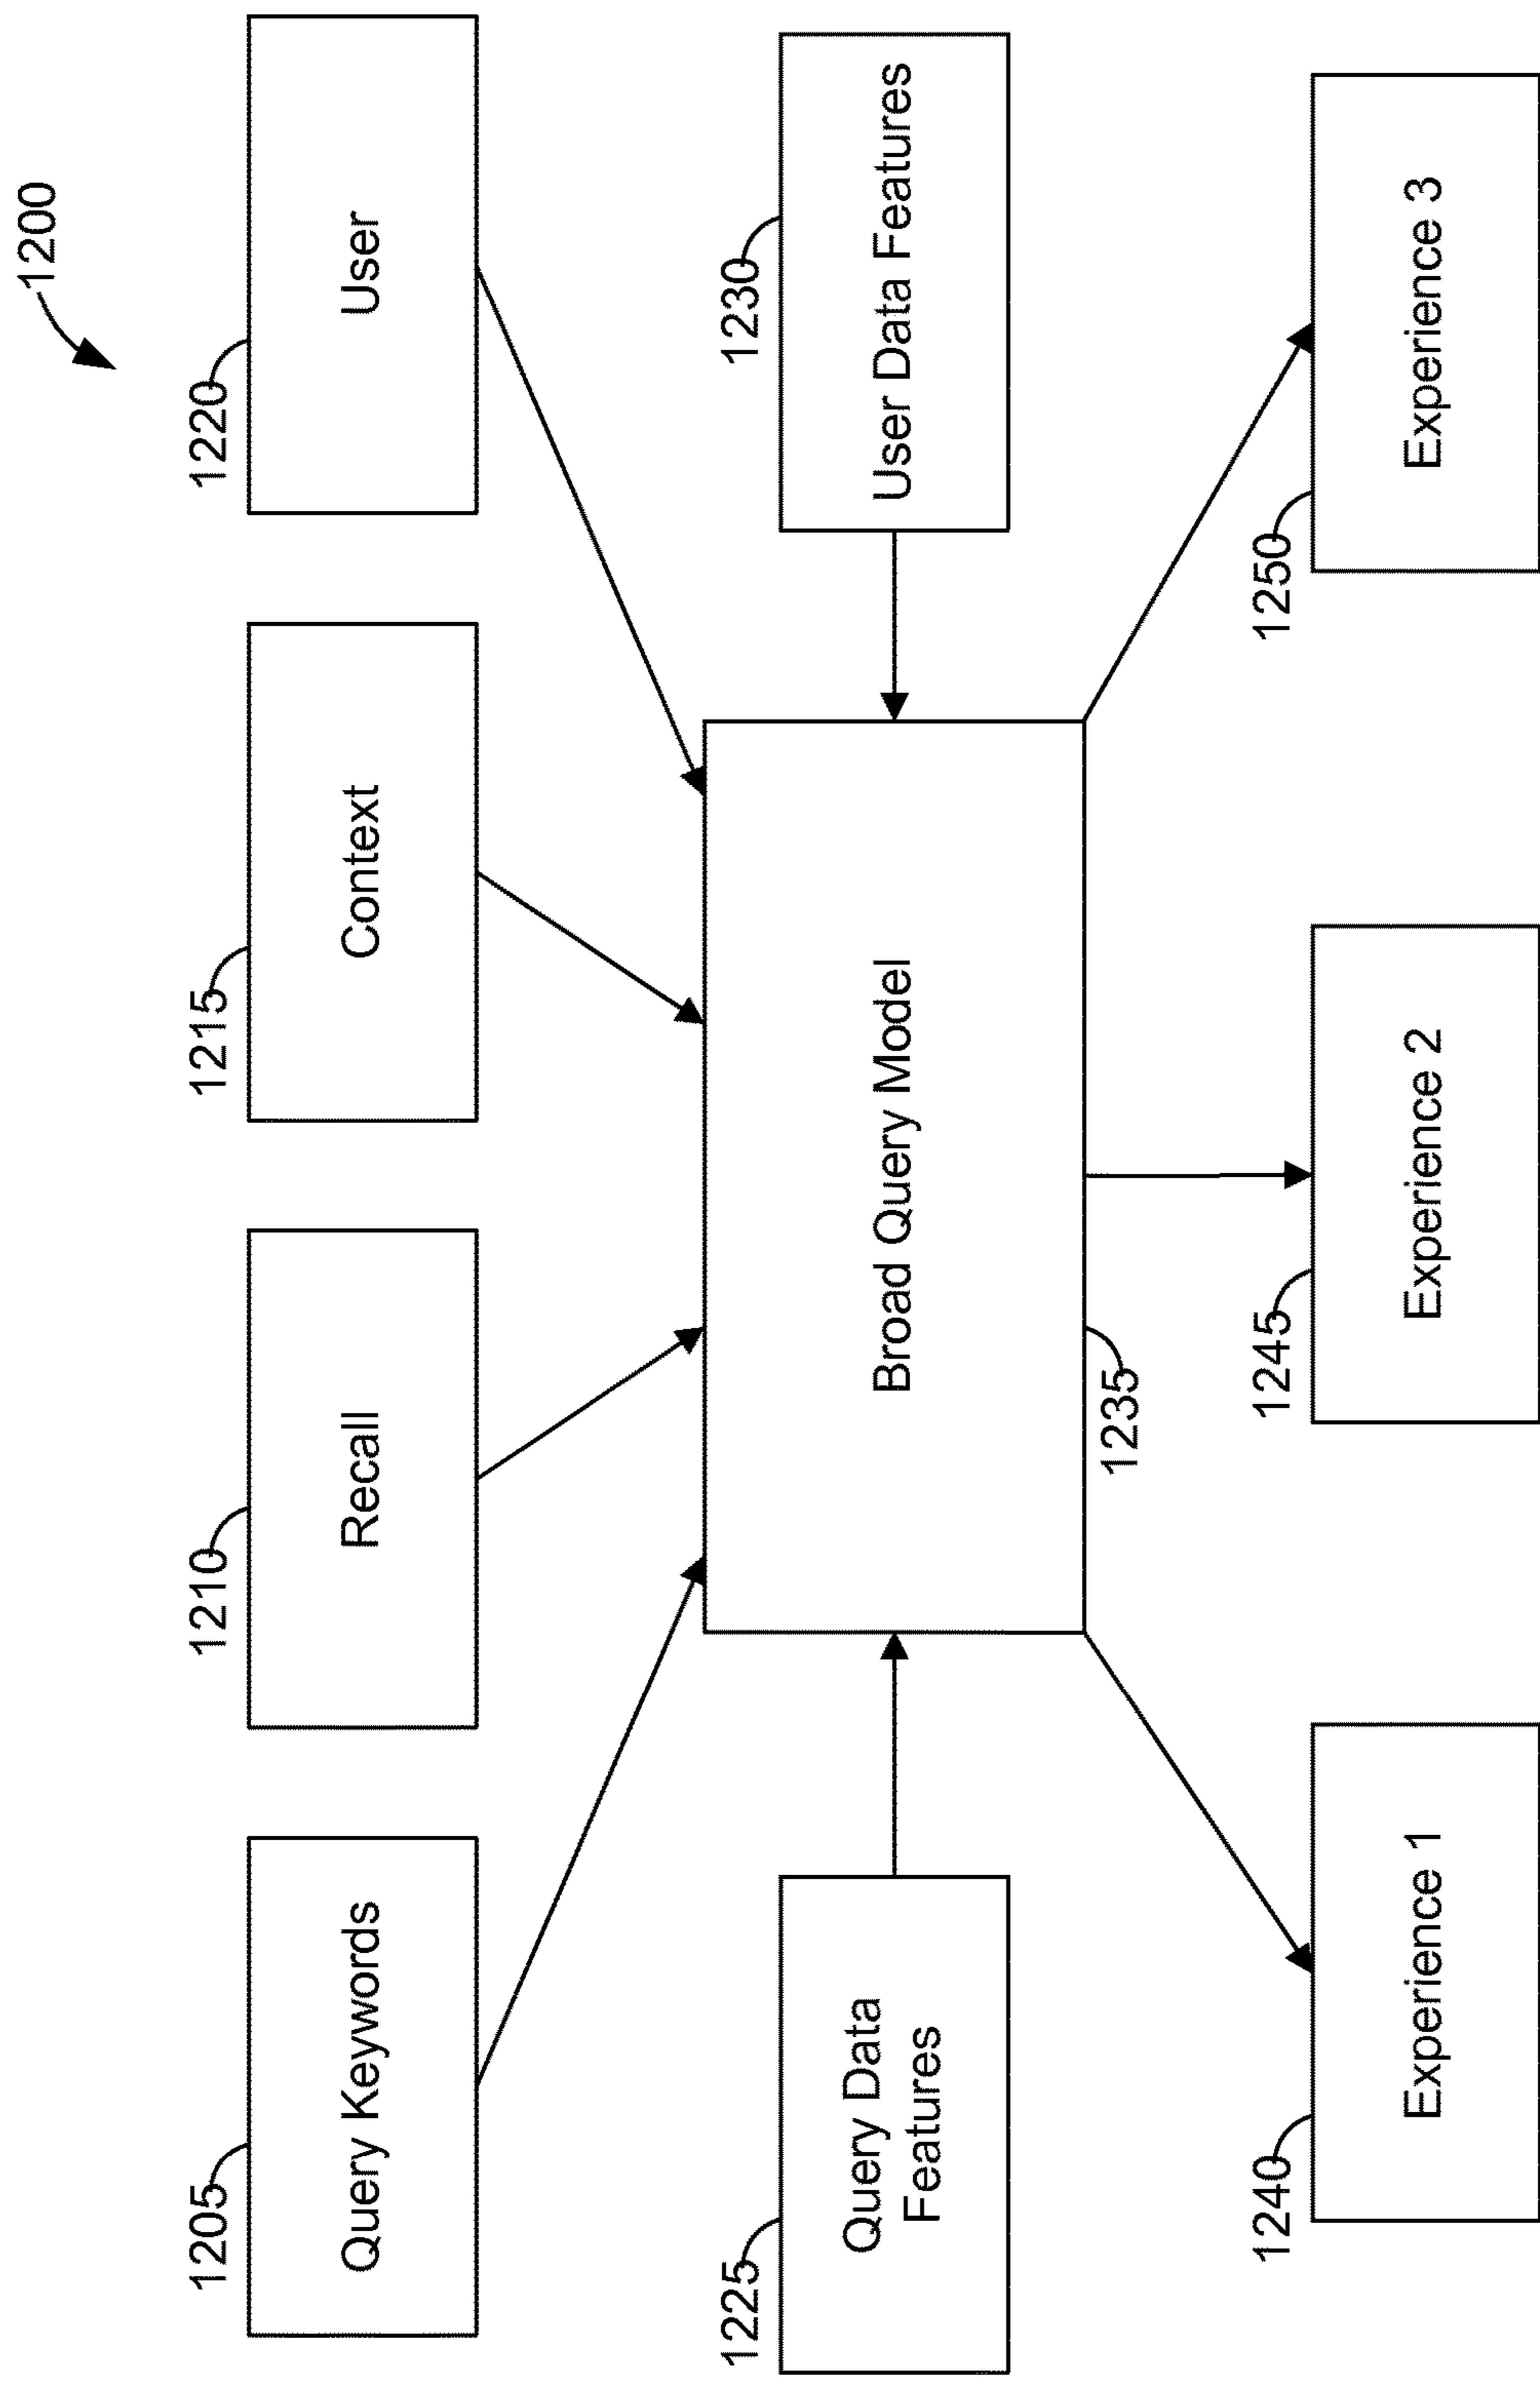 1200
1205
Query Keywords
1210
Recall
1215
Context
1220
User
1225
Query Data
Features
Broad Query Model
1235
1230
User Data Features
1240
Experience 1
1245
Experience 2
1250
Experience 3